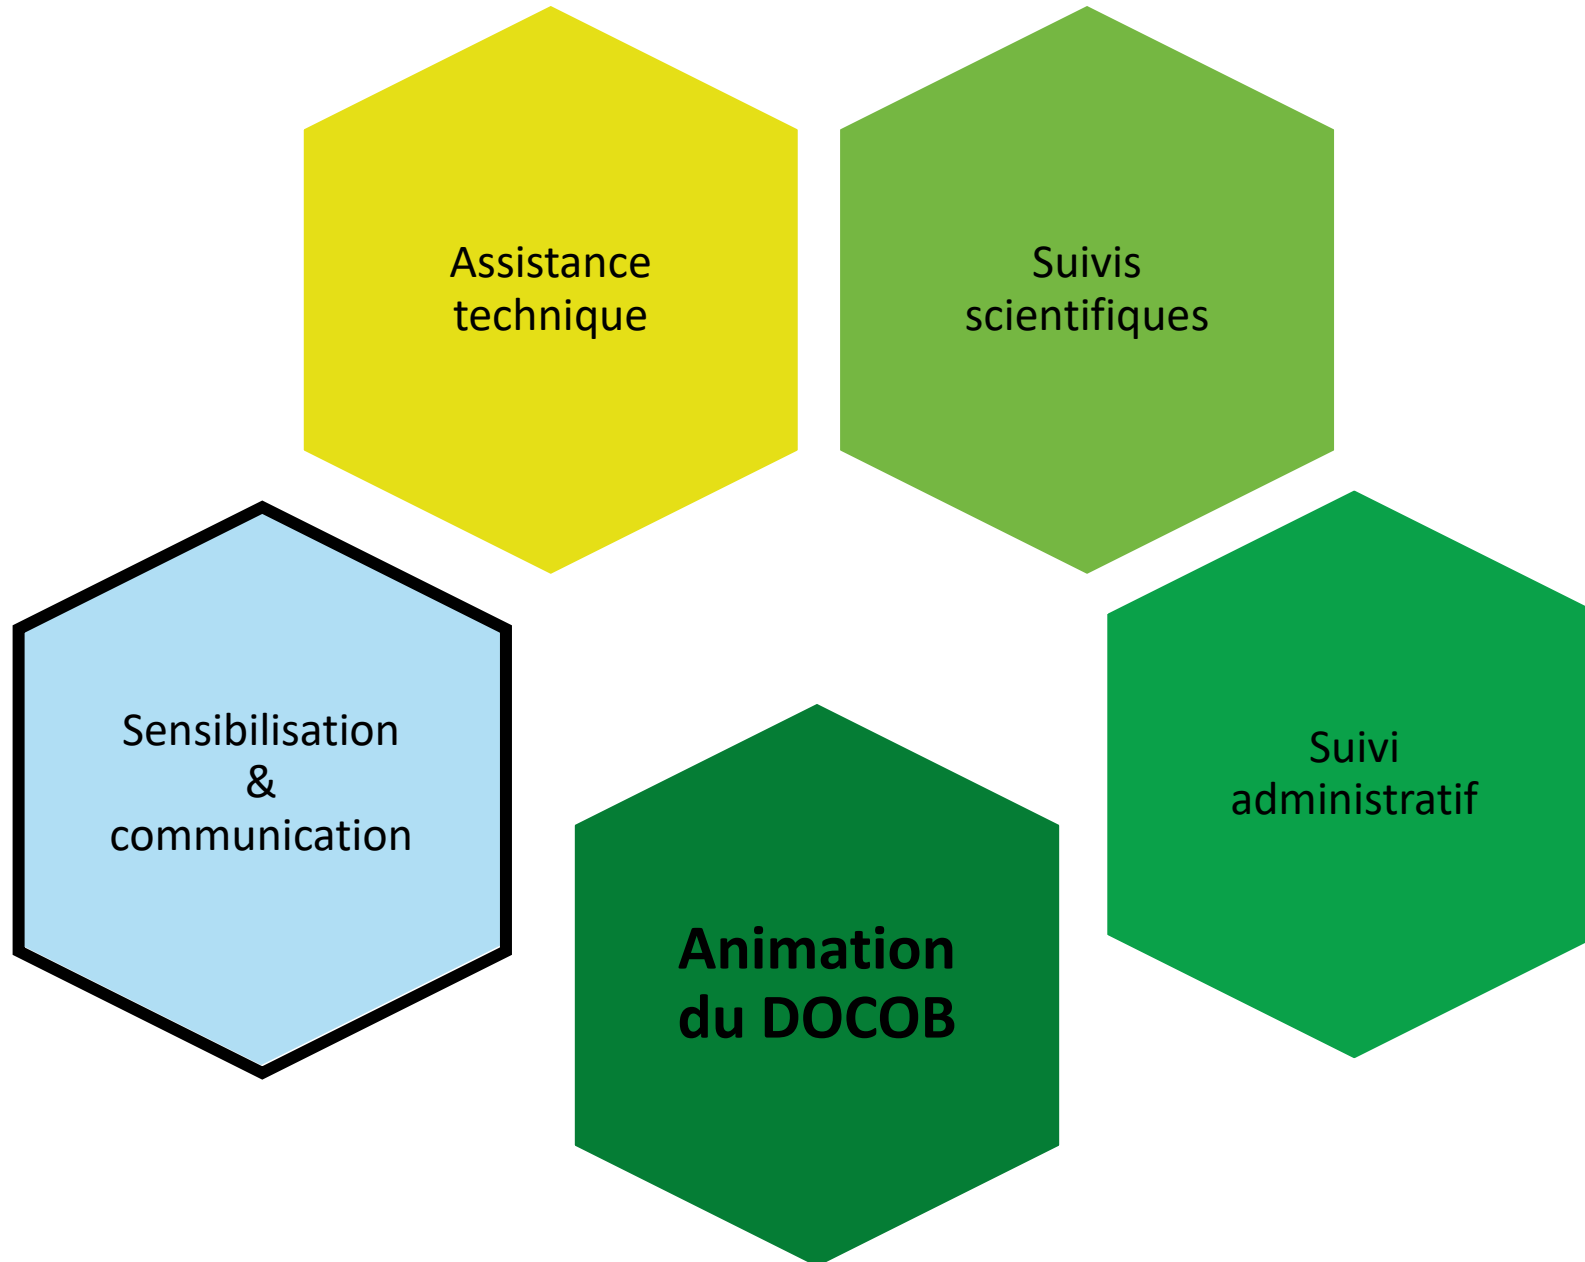 Assistance
technique
Suivis
scientifiques
Sensibilisation
&
communication
Suivi
administratif
Animation
du DOCOB